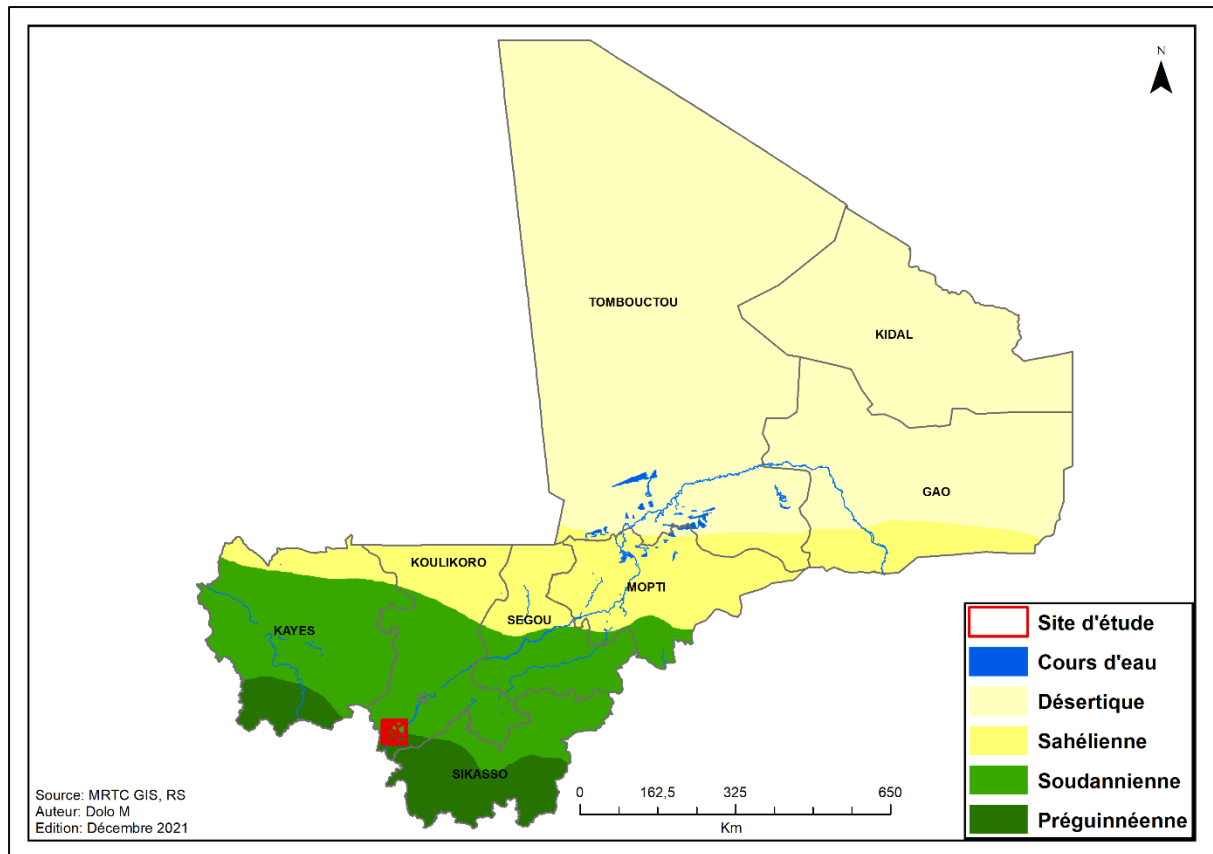 N
TOMBOUCTOU
KIDAL
GAO
KOULIKORO
MOPTI
SEGOU
KAYES
SIKASSO
Site d'étude
Cours d'eau
Désertique
Sahélienne
Soudannienne
Préguinnéenne
0 162,5 325 650
Km
Source: MRTC GIS, RS
Auteur: Dolo M
Edition: Décembre 2021